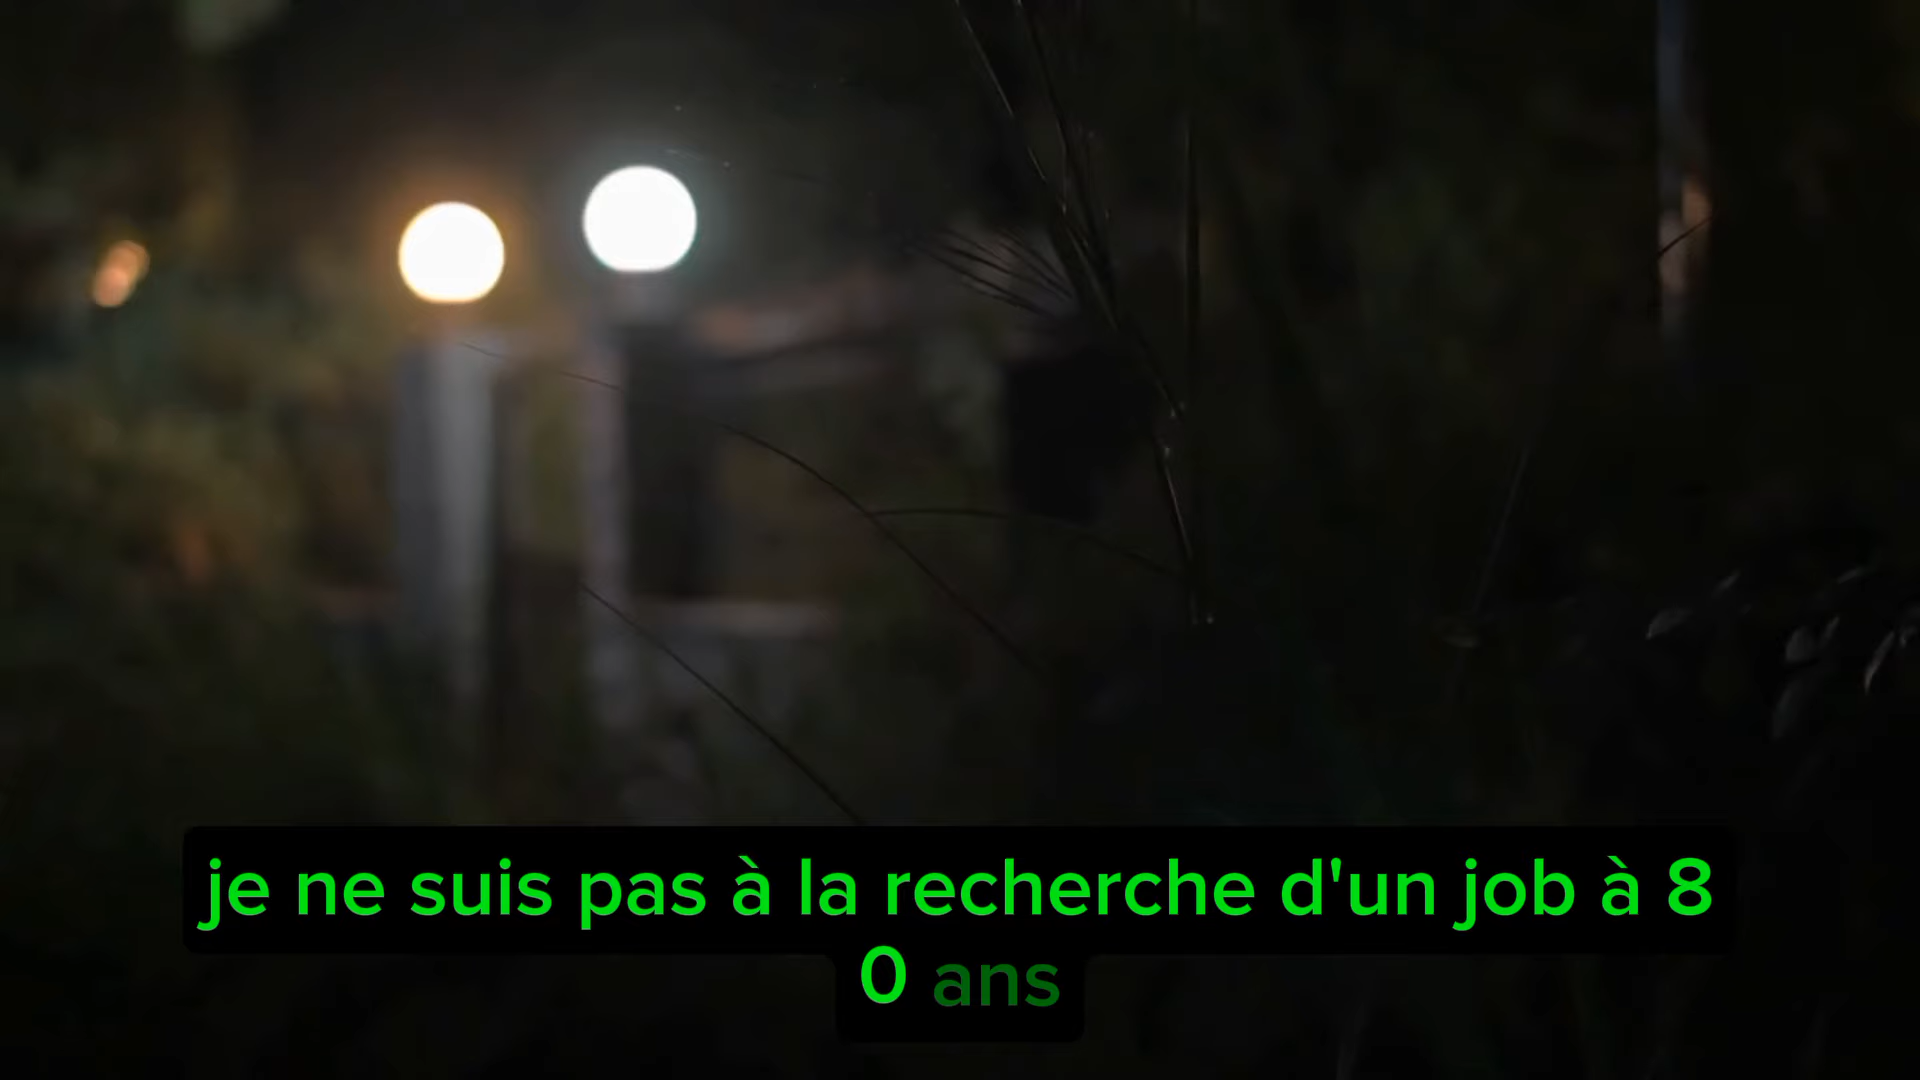 je ne suis pas à la recherche d'un job à 8
0 ans